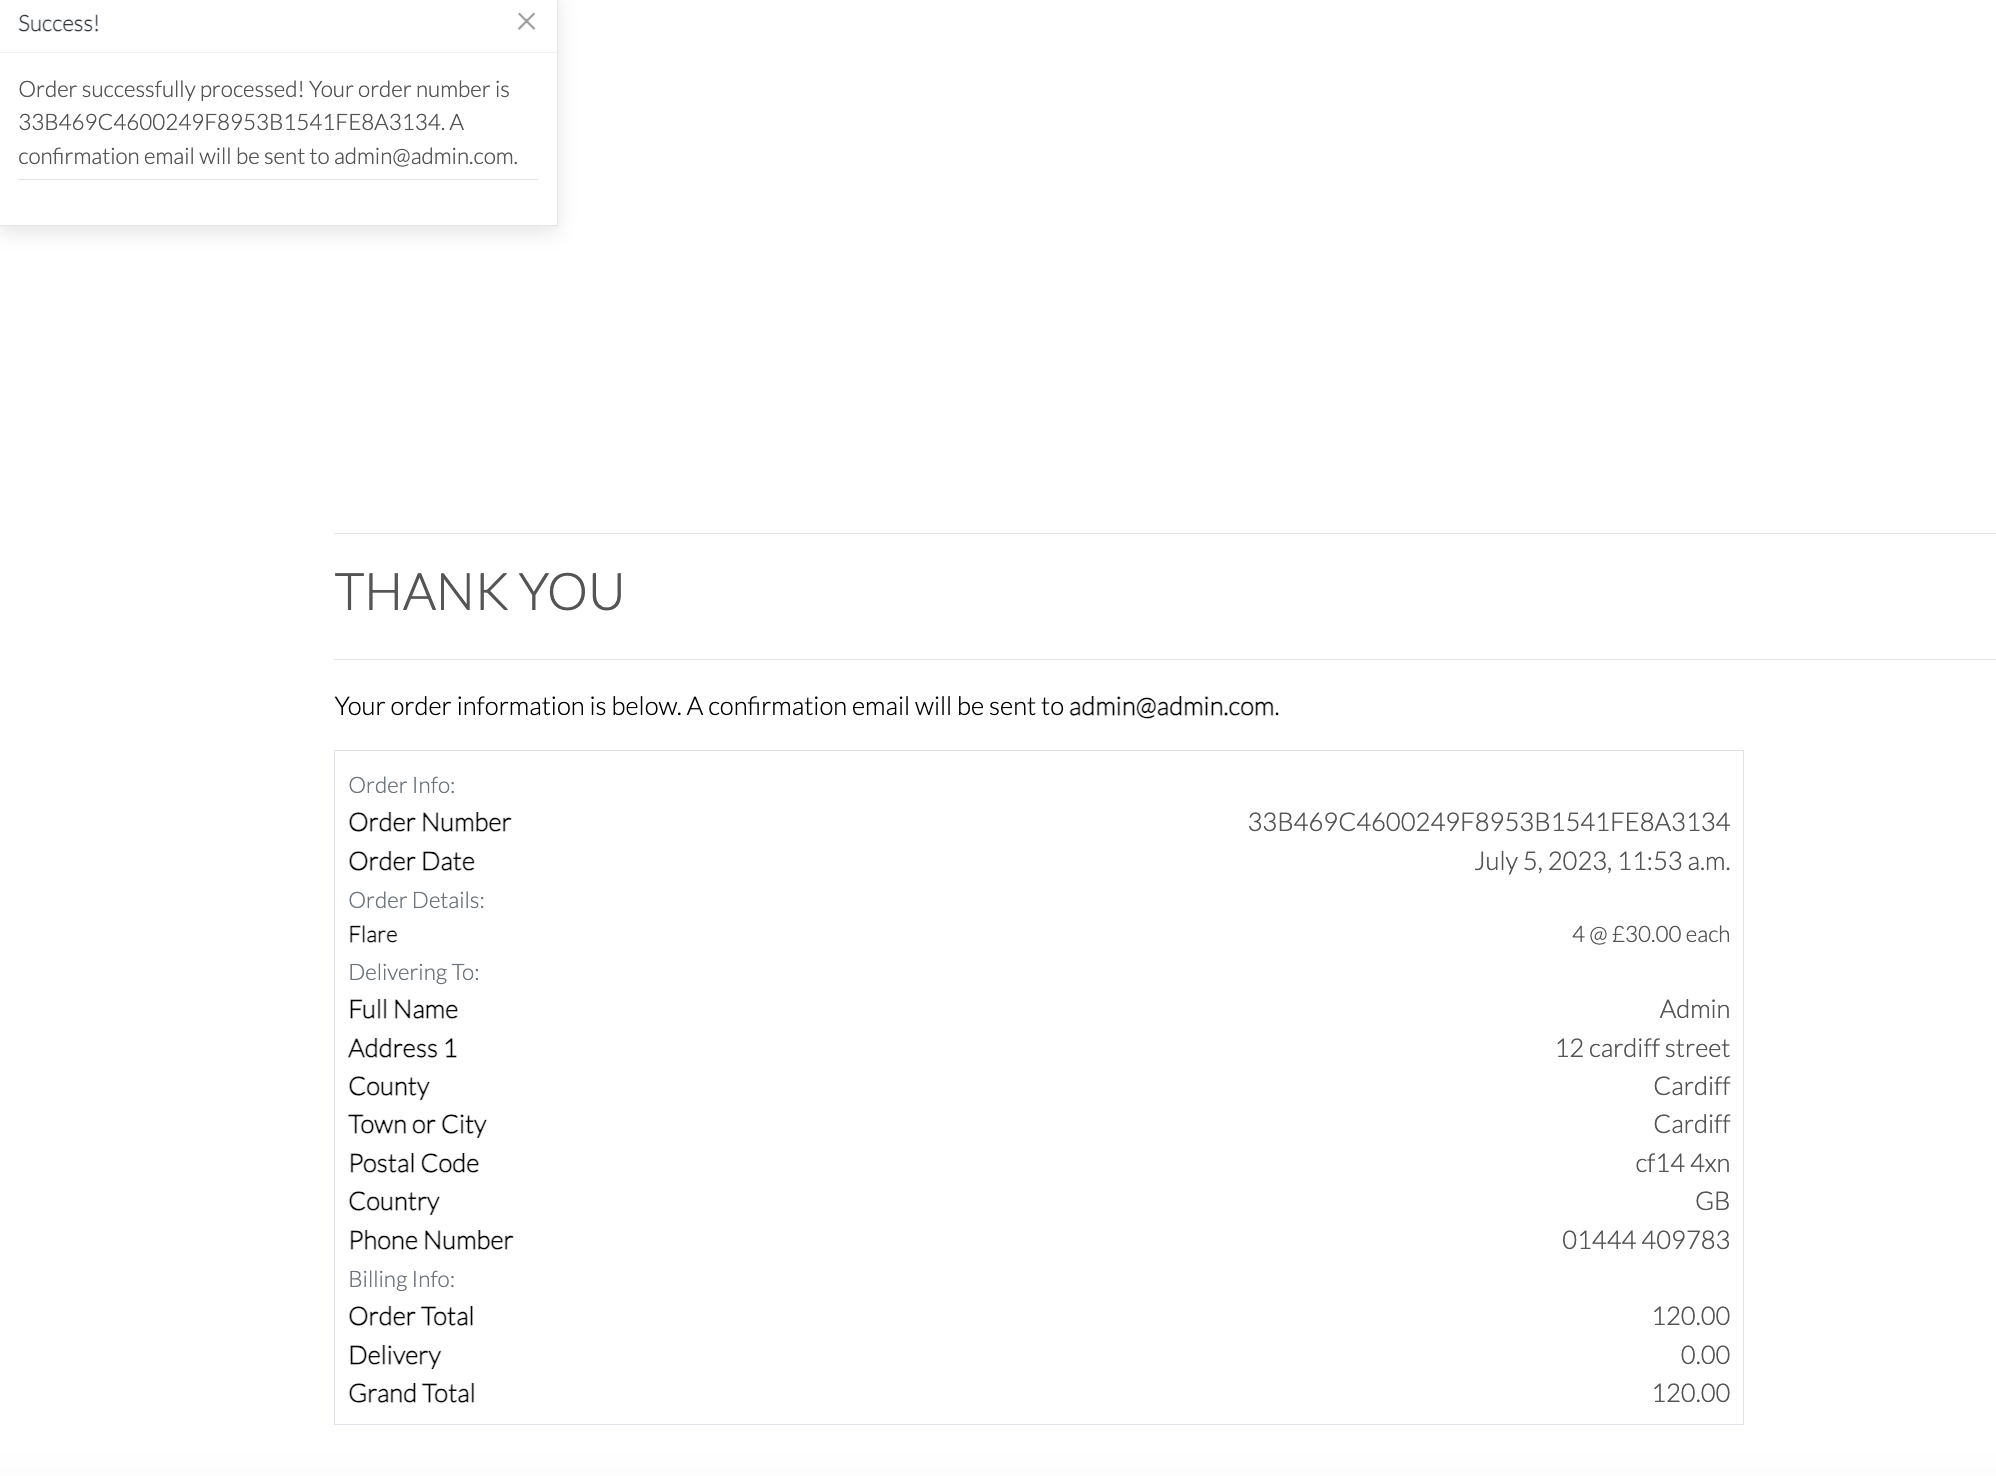 Success!
Order successfully processed! Your order number is
33B469C4600249F8953B1541FE8A3134. A
confirmation email will be sent to admin@admin.com.
THANK YOU
Your order information is below. A confirmation email will be sent to admin@admin.com.
Order Info:
Order Number 33B469C4600249F8953B1541FE8A3134
Order Date July 5, 2023, 11:53 a.m.
Order Details:
Flare 4 @ £30.00 each
Delivering To:
Full Name Admin
Address 1 12 cardiff street
County Cardiff
Town or City Cardiff
Postal Code cf14 4xn
Country GB
Phone Number 01444 409783
Billing Info:
Order Total 120.00
Delivery 0.00
Grand Total 120.00